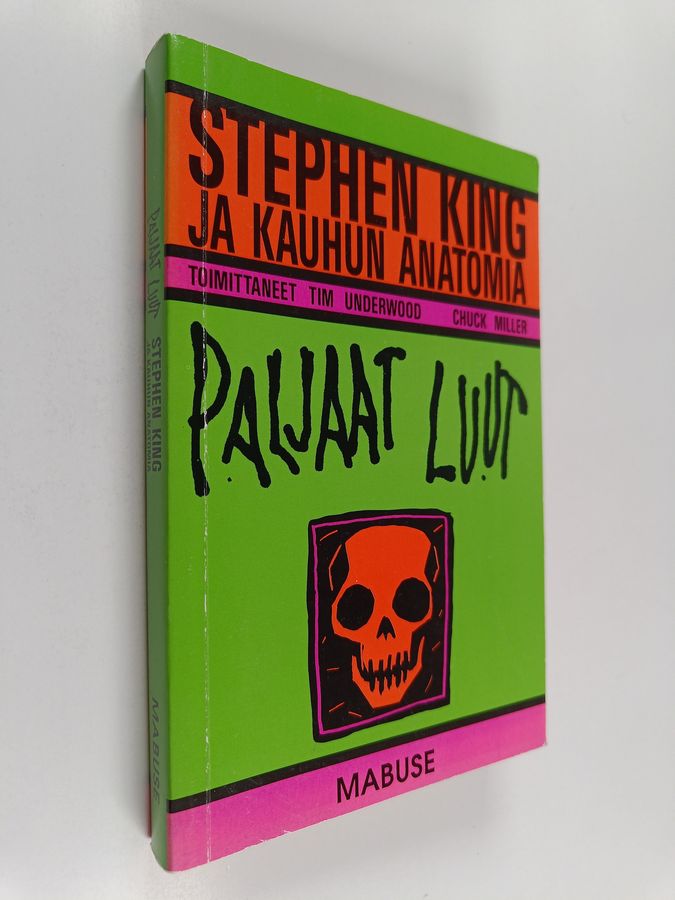 STEPHEN KING
JA KAUHUN ANATOMIA
TOIMITTANEET TIM UNDERWOOD CHUCK MILLER
PALJAAT LUUT
MABUSE
PALJAAT LUUT STEPHEN KING
JA KAUHUN ANATOMIA
MABUSE